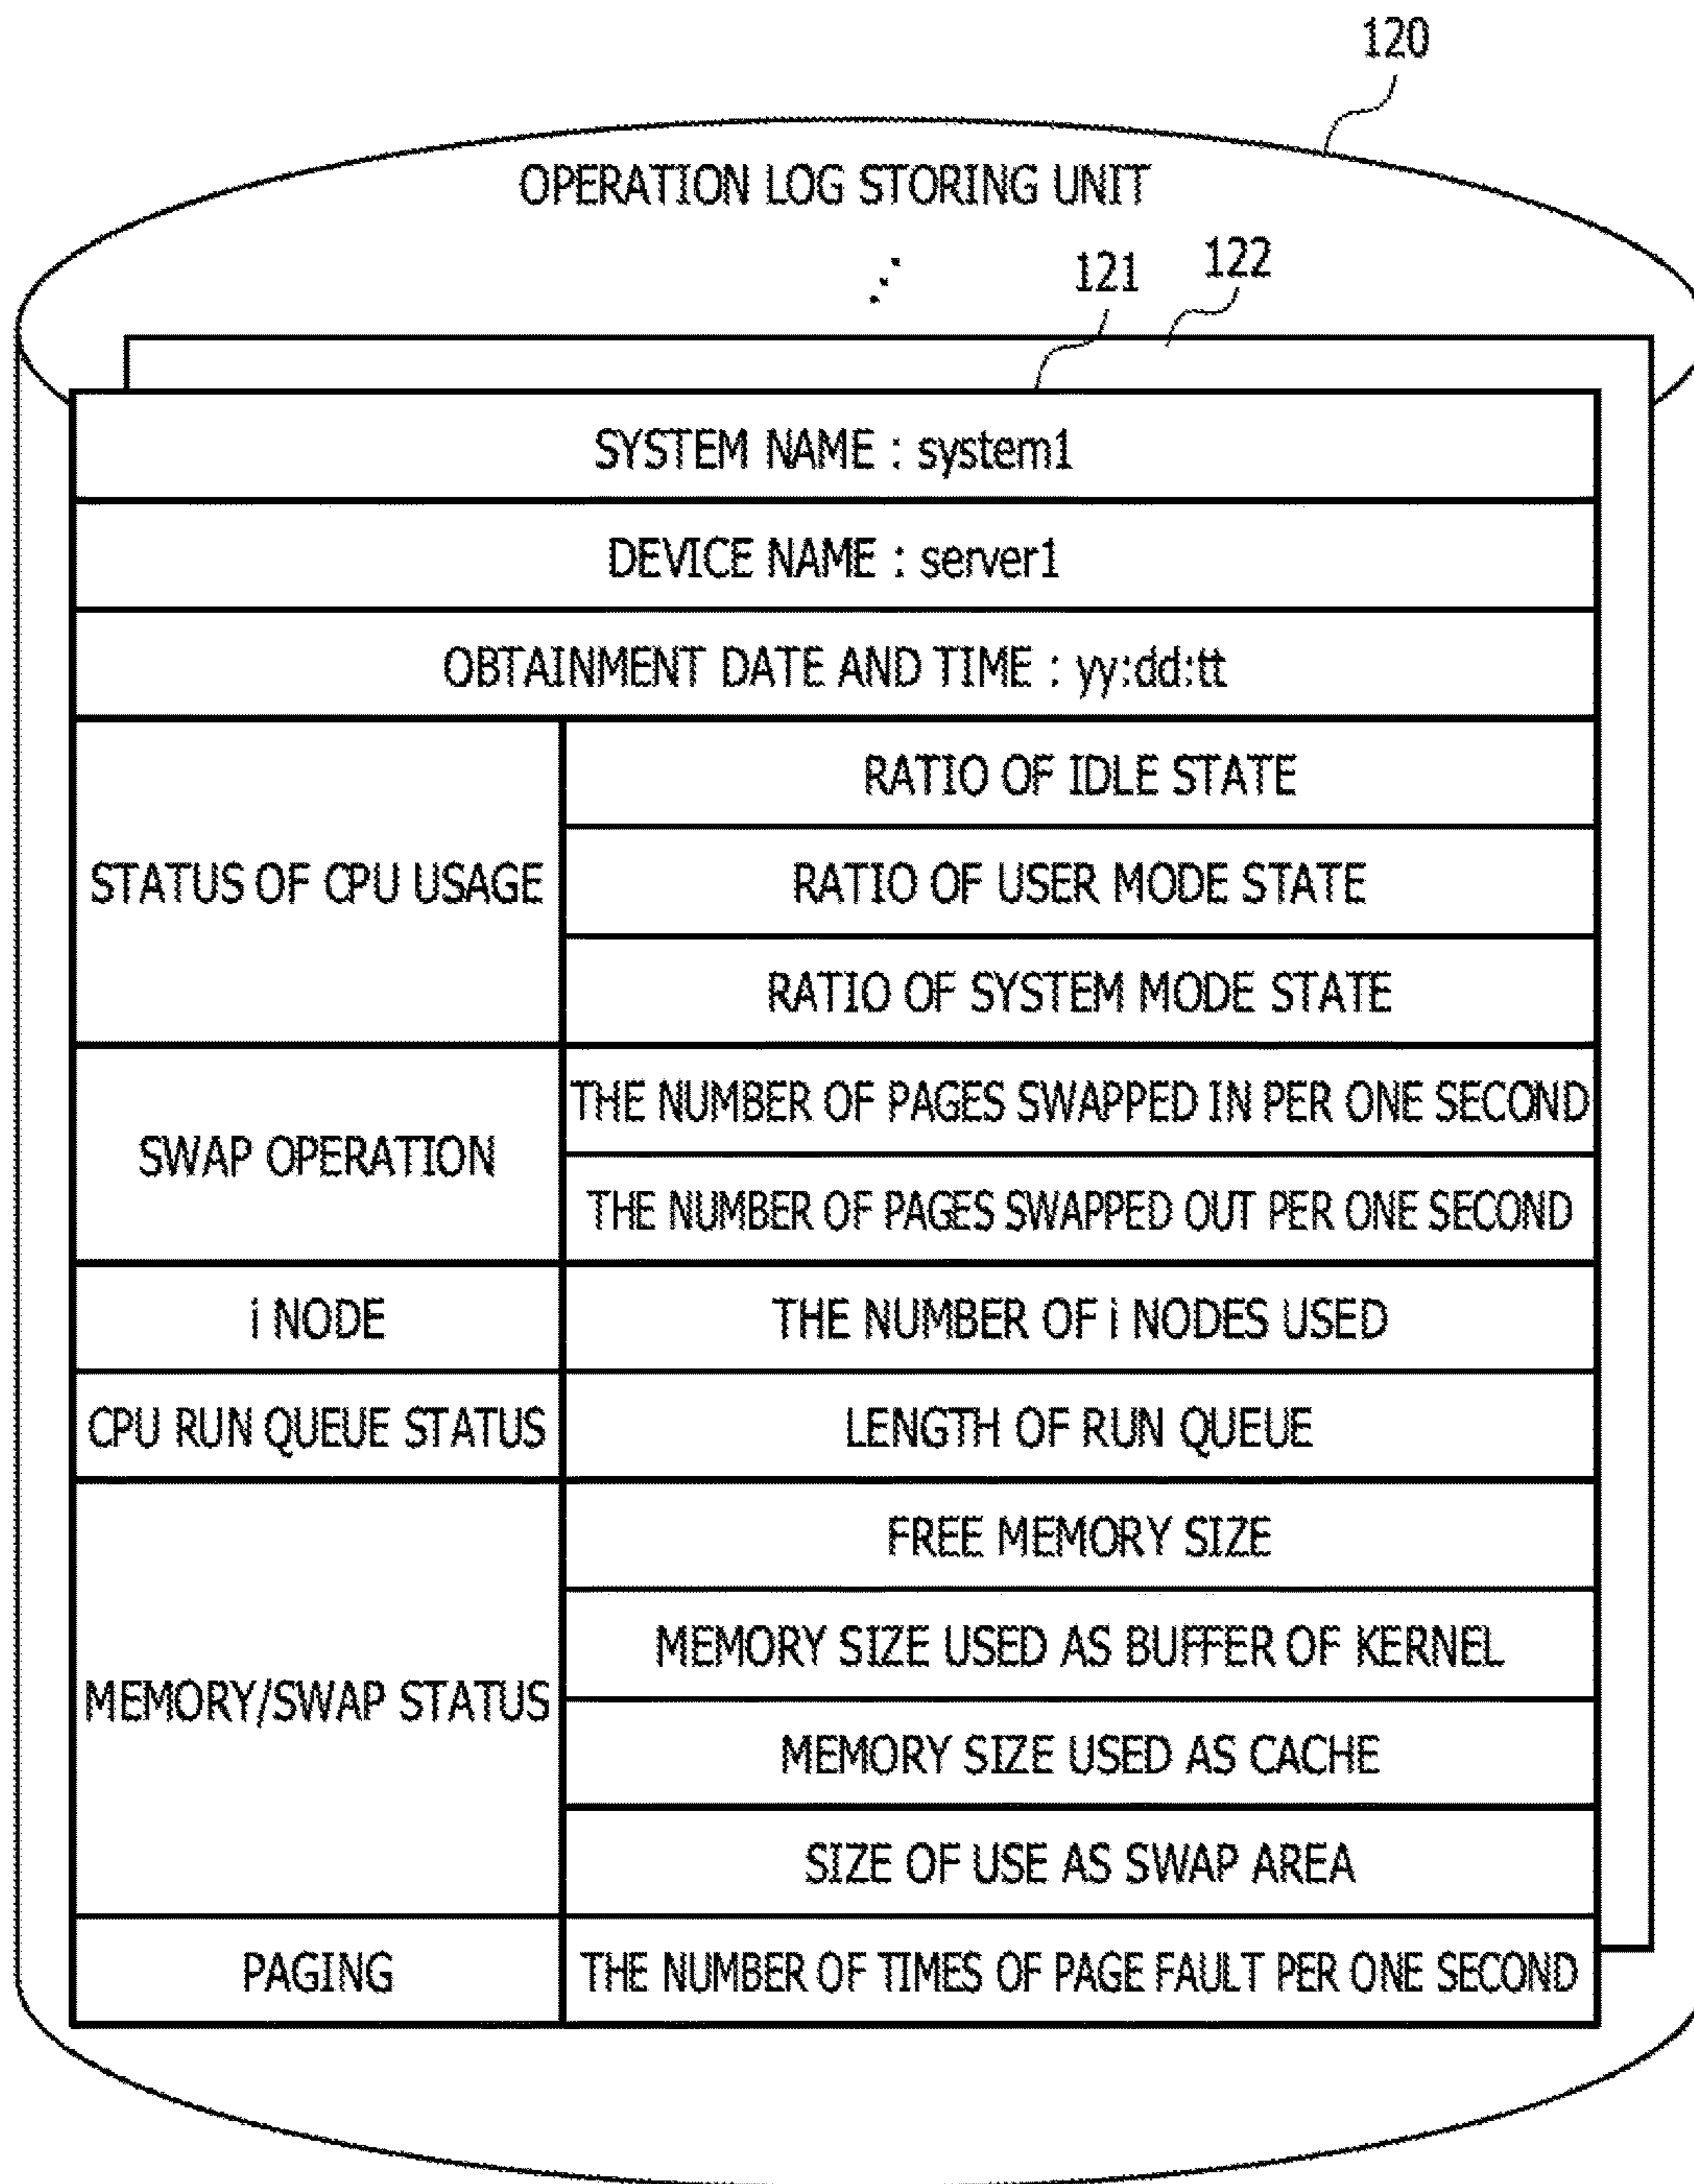 120
OPERATION LOG STORING UNIT
121
122
SYSTEM NAME : system1
DEVICE NAME : server1
OBTAINMENT DATE AND TIME : yy:dd:tt
STATUS OF CPU USAGE
RATIO OF IDLE STATE
RATIO OF USER MODE STATE
RATIO OF SYSTEM MODE STATE
SWAP OPERATION
THE NUMBER OF PAGES SWAPPED IN PER ONE SECOND
THE NUMBER OF PAGES SWAPPED OUT PER ONE SECOND
i NODE
THE NUMBER OF i NODES USED
CPU RUN QUEUE STATUS
LENGTH OF RUN QUEUE
MEMORY/SWAP STATUS
FREE MEMORY SIZE
MEMORY SIZE USED AS BUFFER OF KERNEL
MEMORY SIZE USED AS CACHE
SIZE OF USE AS SWAP AREA
PAGING
THE NUMBER OF TIMES OF PAGE FAULT PER ONE SECOND